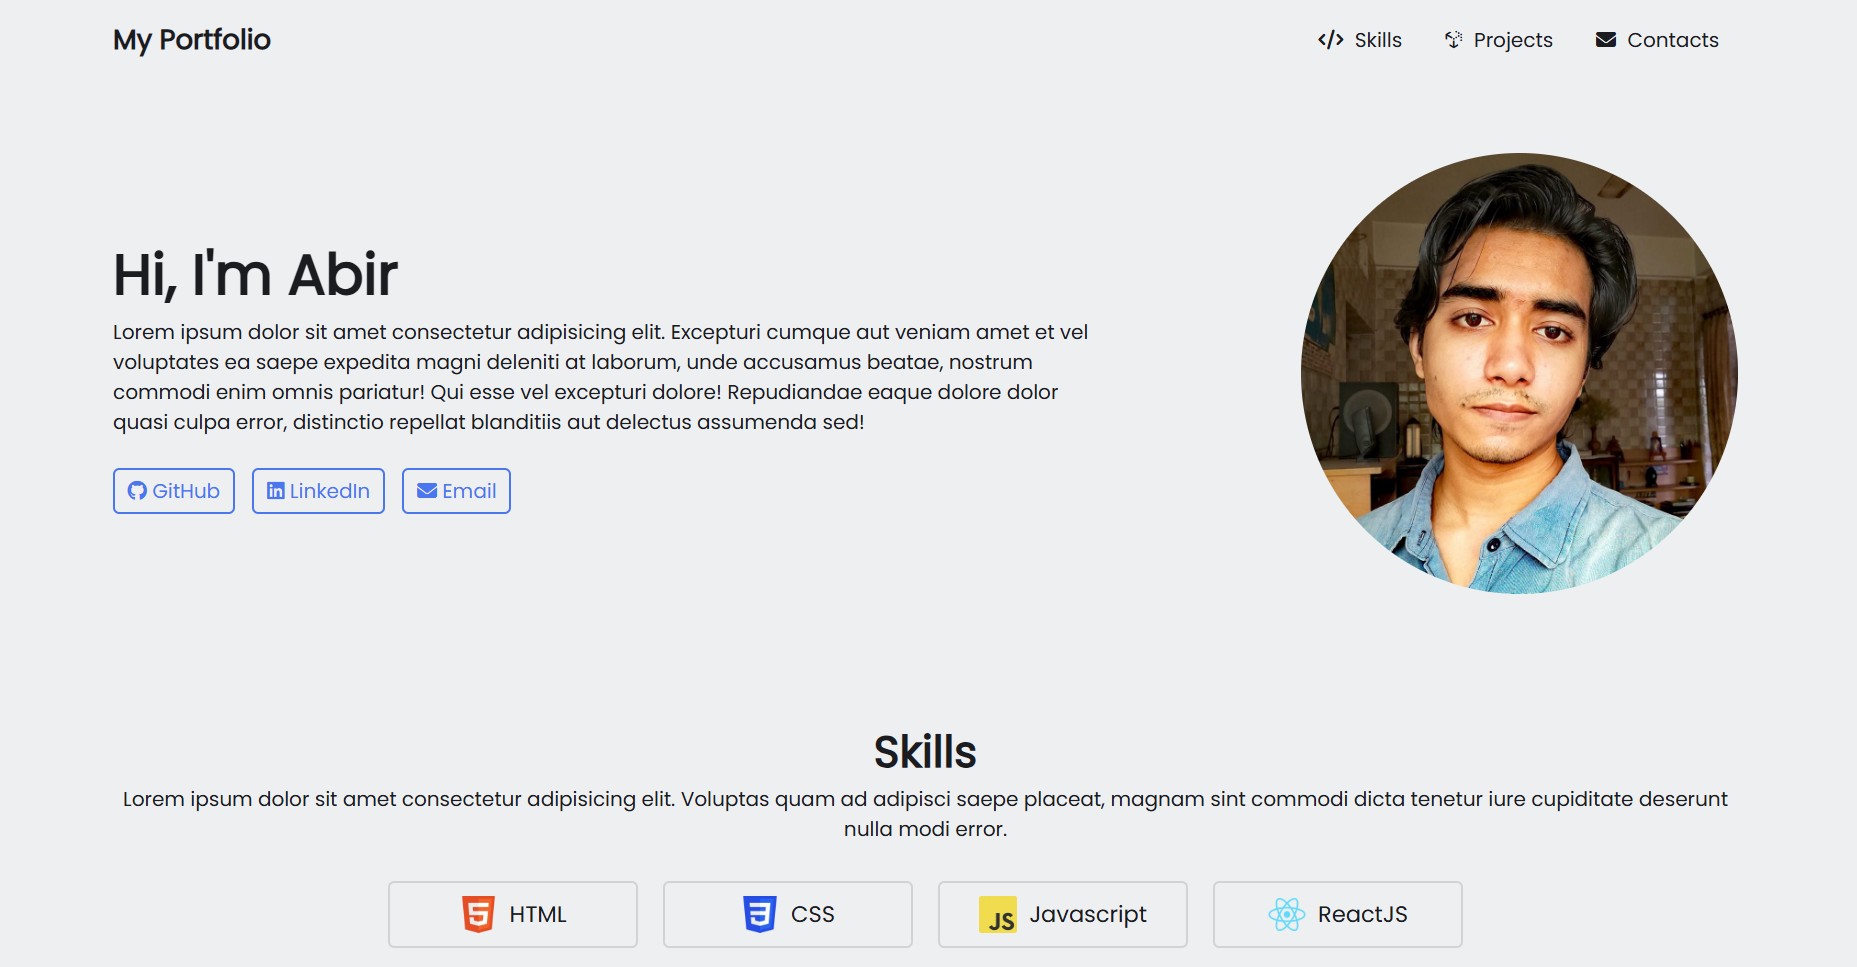 My Portfolio
Skills
Projects
Contacts
Hi, I'm Abir
Lorem ipsum dolor sit amet consectetur adipisicing elit. Excepturi cumque aut veniam amet et vel
voluptates ea saepe expedita magni deleniti at laborum, unde accusamus beatae, nostrum
commodi enim omnis pariatur! Qui esse vel excepturi dolore! Repudiandae eaque dolore dolor
quasi culpa error, distinctio repellat blanditiis aut delectus assumenda sed!
GitHub
LinkedIn
Email
Skills
Lorem ipsum dolor sit amet consectetur adipisicing elit. Voluptas quam ad adipisci saepe placeat, magnam sint commodi dicta tenetur iure cupiditate deserunt
nulla modi error.
HTML
CSS
JS Javascript
ReactJS